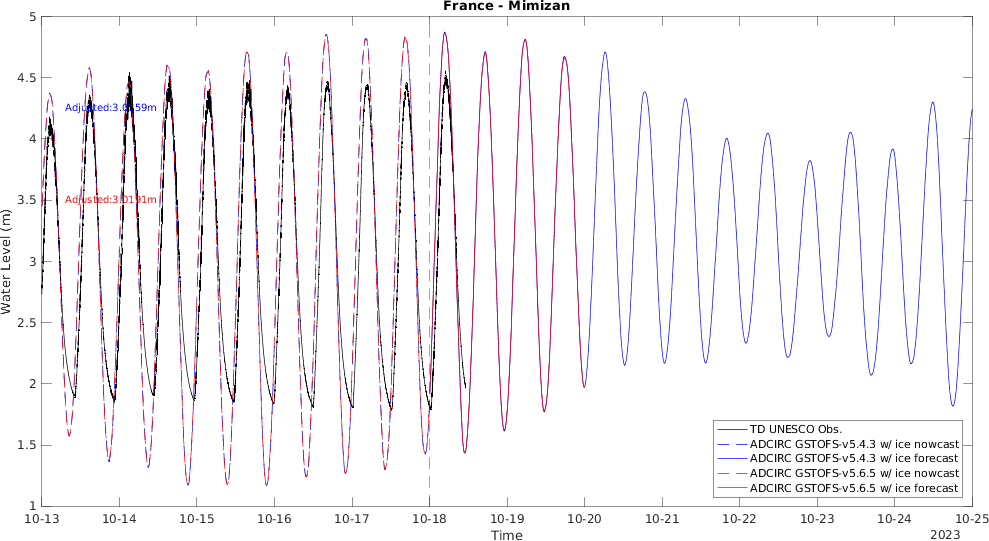 France - Mimizan
Water Level (m)
5
4.5
4
3.5
3
2.5
2
1.5
1
Adjusted:3.0159m
Adjusted:3.0191m
TD UNESCO Obs.
ADCIRC GSTOFS-v5.4.3 w/ ice nowcast
ADCIRC GSTOFS-v5.4.3 w/ ice forecast
ADCIRC GSTOFS-v5.6.5 w/ ice nowcast
ADCIRC GSTOFS-v5.6.5 w/ ice forecast
10-13 10-14 10-15 10-16 10-17 10-18 10-19 10-20 10-21 10-22 10-23 10-24 10-25
Time
2023